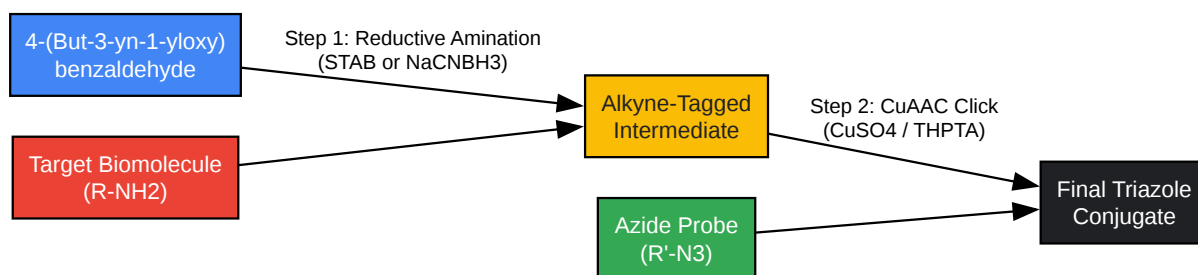 4-(But-3-yn-1-yloxy)
benzaldehyde
Step 1: Reductive Amination
(STAB or NaCNBH3)
Target Biomolecule
(R-NH2)
Alkyne-Tagged
Intermediate
Step 2: CuAAC Click
(CuSO4 / THPTA)
Azide Probe
(R'-N3)
Final Triazole
Conjugate